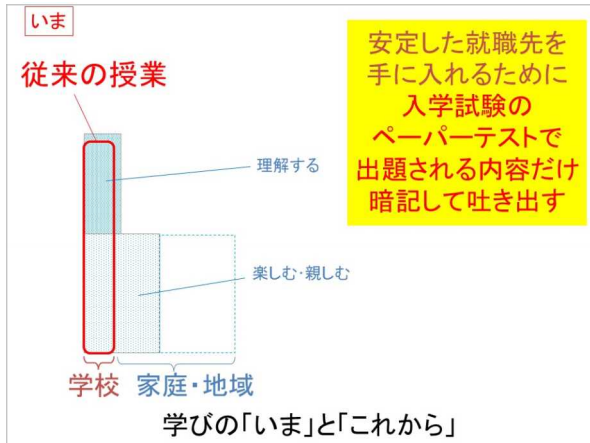 いま
従来の授業
安定した就職先を
手に入れるために
入学試験の
ペーパーテストで
出題される内容だけ
暗記して吐き出す
理解する
楽しむ・親しむ
学校 家庭・地域
学びの「いま」と「これから」